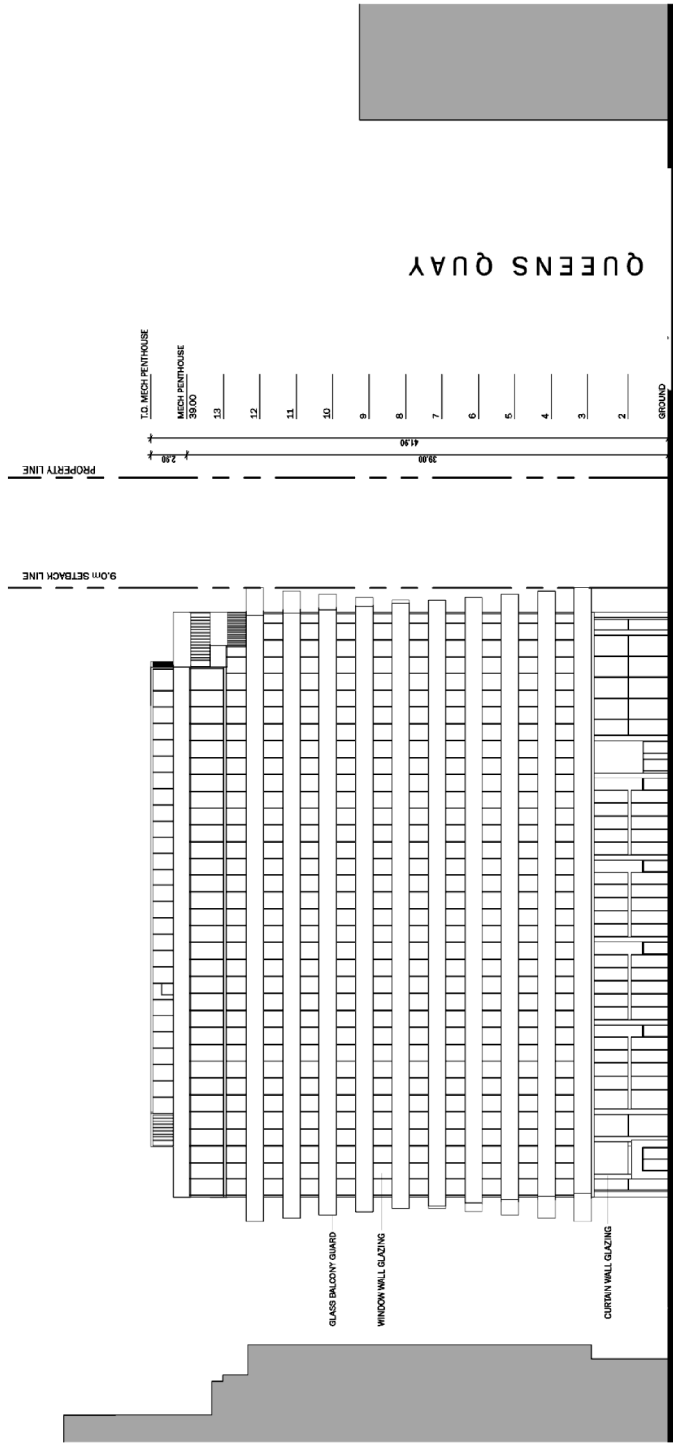 QUEENS QUAY
T.O. MECH PENTHOUSE
MECH PENTHOUSE
39.00
13
12
11
10
9
8
7
6
5
4
3
2
GROUND
41.90
2.90
39.00
PROPERTY LINE
9.0m SETBACK LINE
GLASS BALCONY GUARD
WINDOW WALL GLAZING
CURTAIN WALL GLAZING